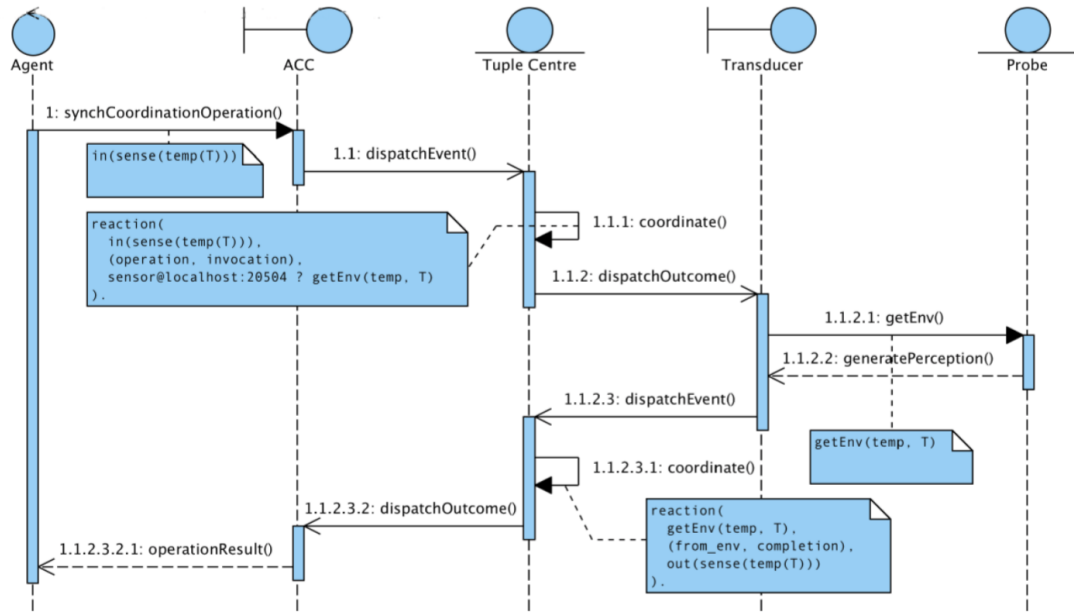 Agent
ACC
Tuple Centre
Transducer
Probe
1: synchCoordinationOperation()
in(sense(temp(T)))
1.1: dispatchEvent()
reaction(
in(sense(temp(T))),
(operation, invocation),
sensor@localhost:20504 ? getEnv(temp, T)
).
1.1.1: coordinate()
1.1.2: dispatchOutcome()
1.1.2.1: getEnv()
1.1.2.2: generatePerception()
1.1.2.3: dispatchEvent()
getEnv(temp, T)
1.1.2.3.1: coordinate()
1.1.2.3.2: dispatchOutcome()
reaction(
getEnv(temp, T),
(from_env, completion),
out(sense(temp(T)))
).
1.1.2.3.2.1: operationResult()